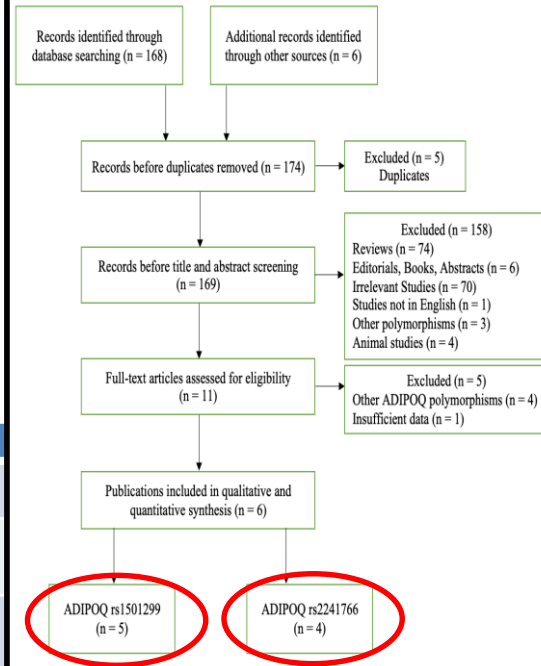 Records identified through
database searching (n = 168)
Additional records identified
through other sources (n = 6)
Records before duplicates removed (n = 174)
Excluded (n = 5)
Duplicates
Records before title and abstract screening
(n = 169)
Excluded (n = 158)
Reviews (n = 74)
Editorials, Books, Abstracts (n = 6)
Irrelevant Studies (n = 70)
Studies not in English (n = 1)
Other polymorphisms (n = 3)
Animal studies (n = 4)
Full-text articles assessed for eligibility
(n = 11)
Excluded (n = 5)
Other ADIPOQ polymorphisms (n = 4)
Insufficient data (n = 1)
Publications included in qualitative and
quantitative synthesis (n = 6)
ADIPOQ rs1501299
(n = 5)
ADIPOQ rs2241766
(n = 4)